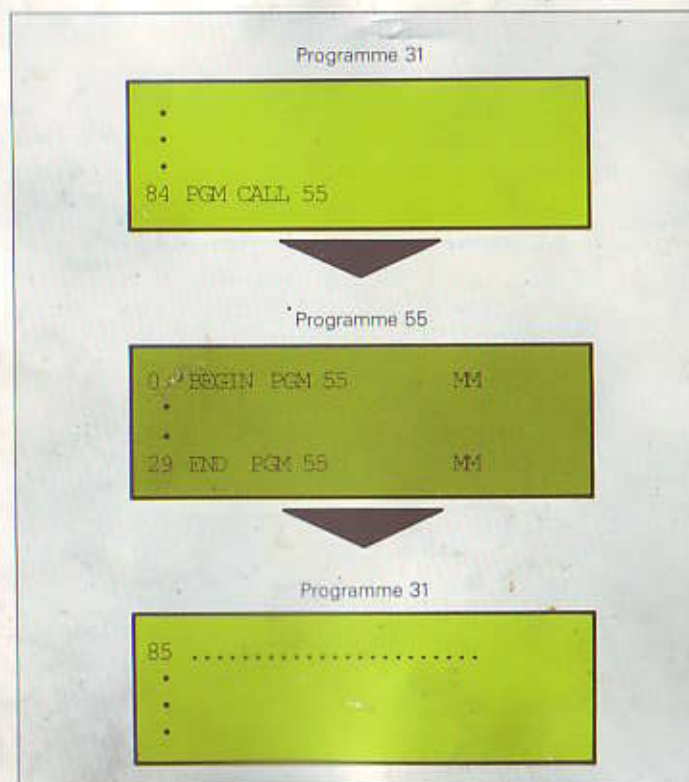 Programme 31
84 PGM CALL 55
Programme 55
0 BEGIN PGM 55 MM
29 END PGM 55 MM
Programme 31
85 ......................